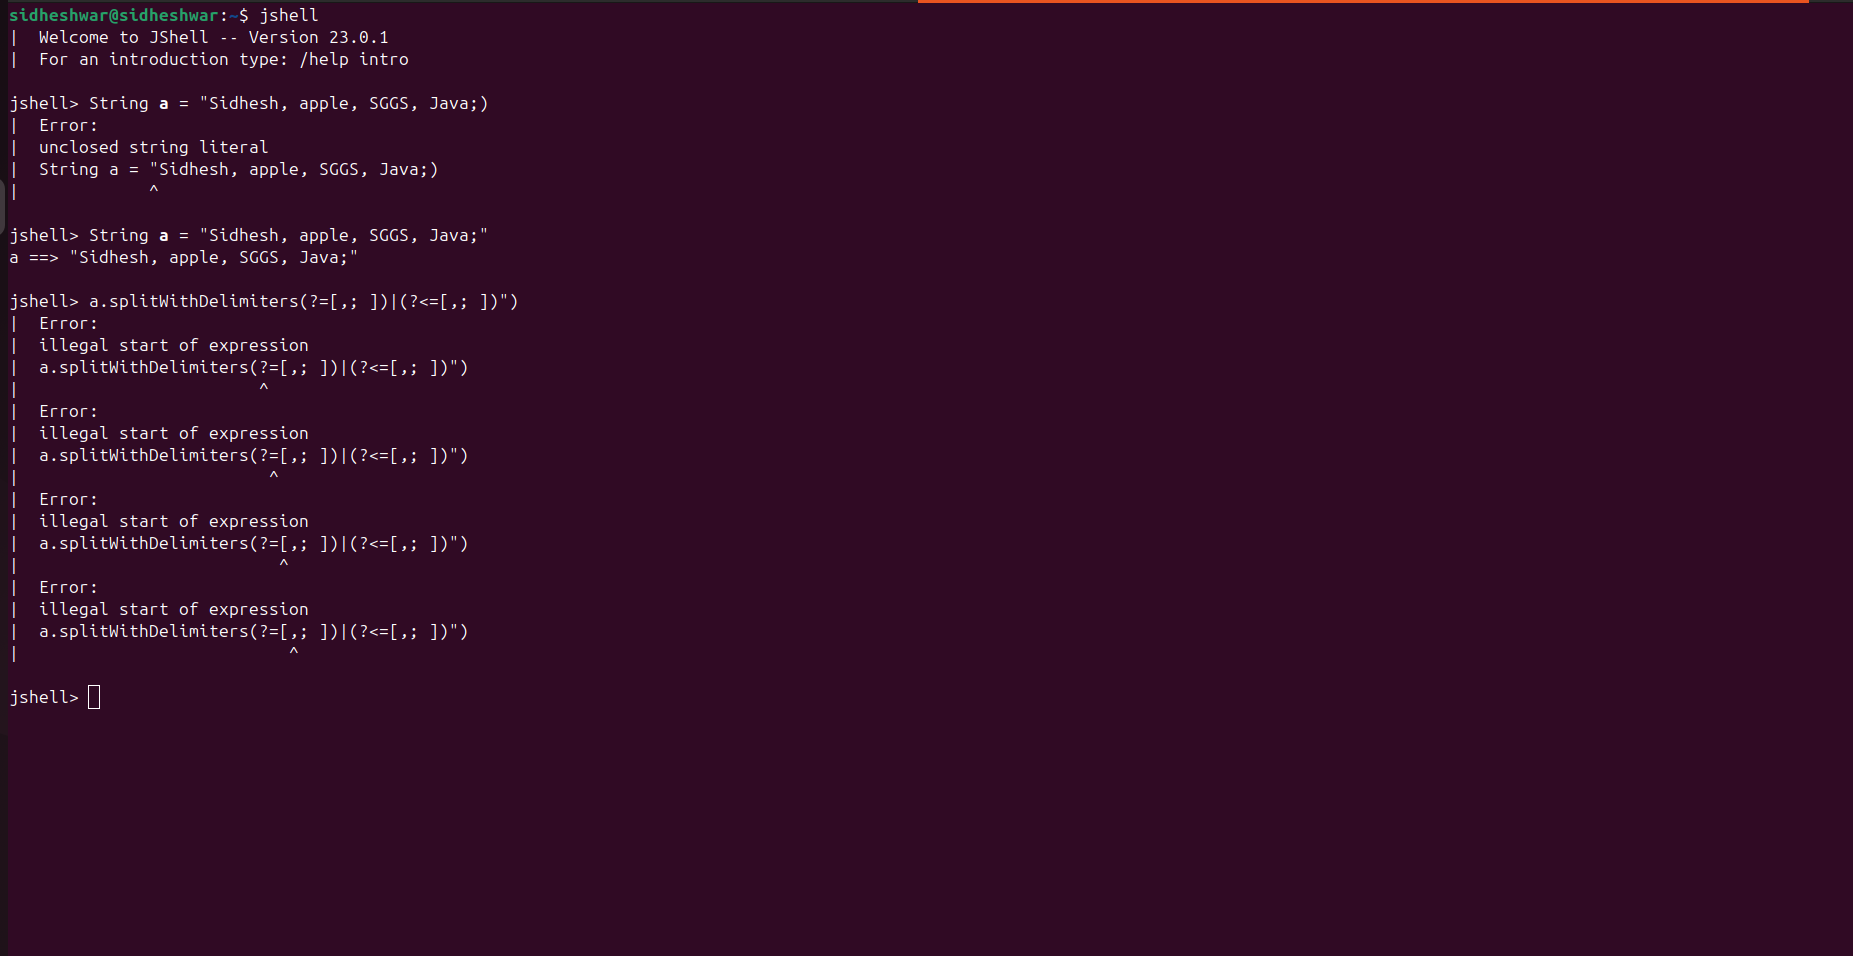 sidheshwar@sidheshwar:~$ jshell
|  Welcome to JShell -- Version 23.0.1
|  For an introduction type: /help intro

jshell> String a = "Sidhesh, apple, SGGS, Java;)
|  Error:
|  unclosed string literal
|  String a = "Sidhesh, apple, SGGS, Java;)
|             ^

jshell> String a = "Sidhesh, apple, SGGS, Java;"
a ==> "Sidhesh, apple, SGGS, Java;"

jshell> a.splitWithDelimiters(?=[,; ])|(?<=[,; ])")
|  Error:
|  illegal start of expression
|  a.splitWithDelimiters(?=[,; ])|(?<=[,; ])")
|                        ^
|  Error:
|  illegal start of expression
|  a.splitWithDelimiters(?=[,; ])|(?<=[,; ])")
|                         ^
|  Error:
|  illegal start of expression
|  a.splitWithDelimiters(?=[,; ])|(?<=[,; ])")
|                          ^
|  Error:
|  illegal start of expression
|  a.splitWithDelimiters(?=[,; ])|(?<=[,; ])")
|                           ^

jshell>